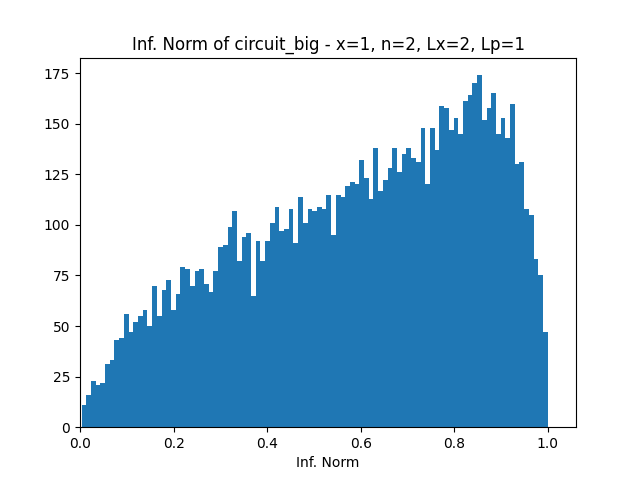 Inf. Norm of circuit_big - x=1, n=2, Lx=2, Lp=1
175
150
125
100
75
50
25
0
0.0 0.2 0.4 0.6 0.8 1.0
Inf. Norm